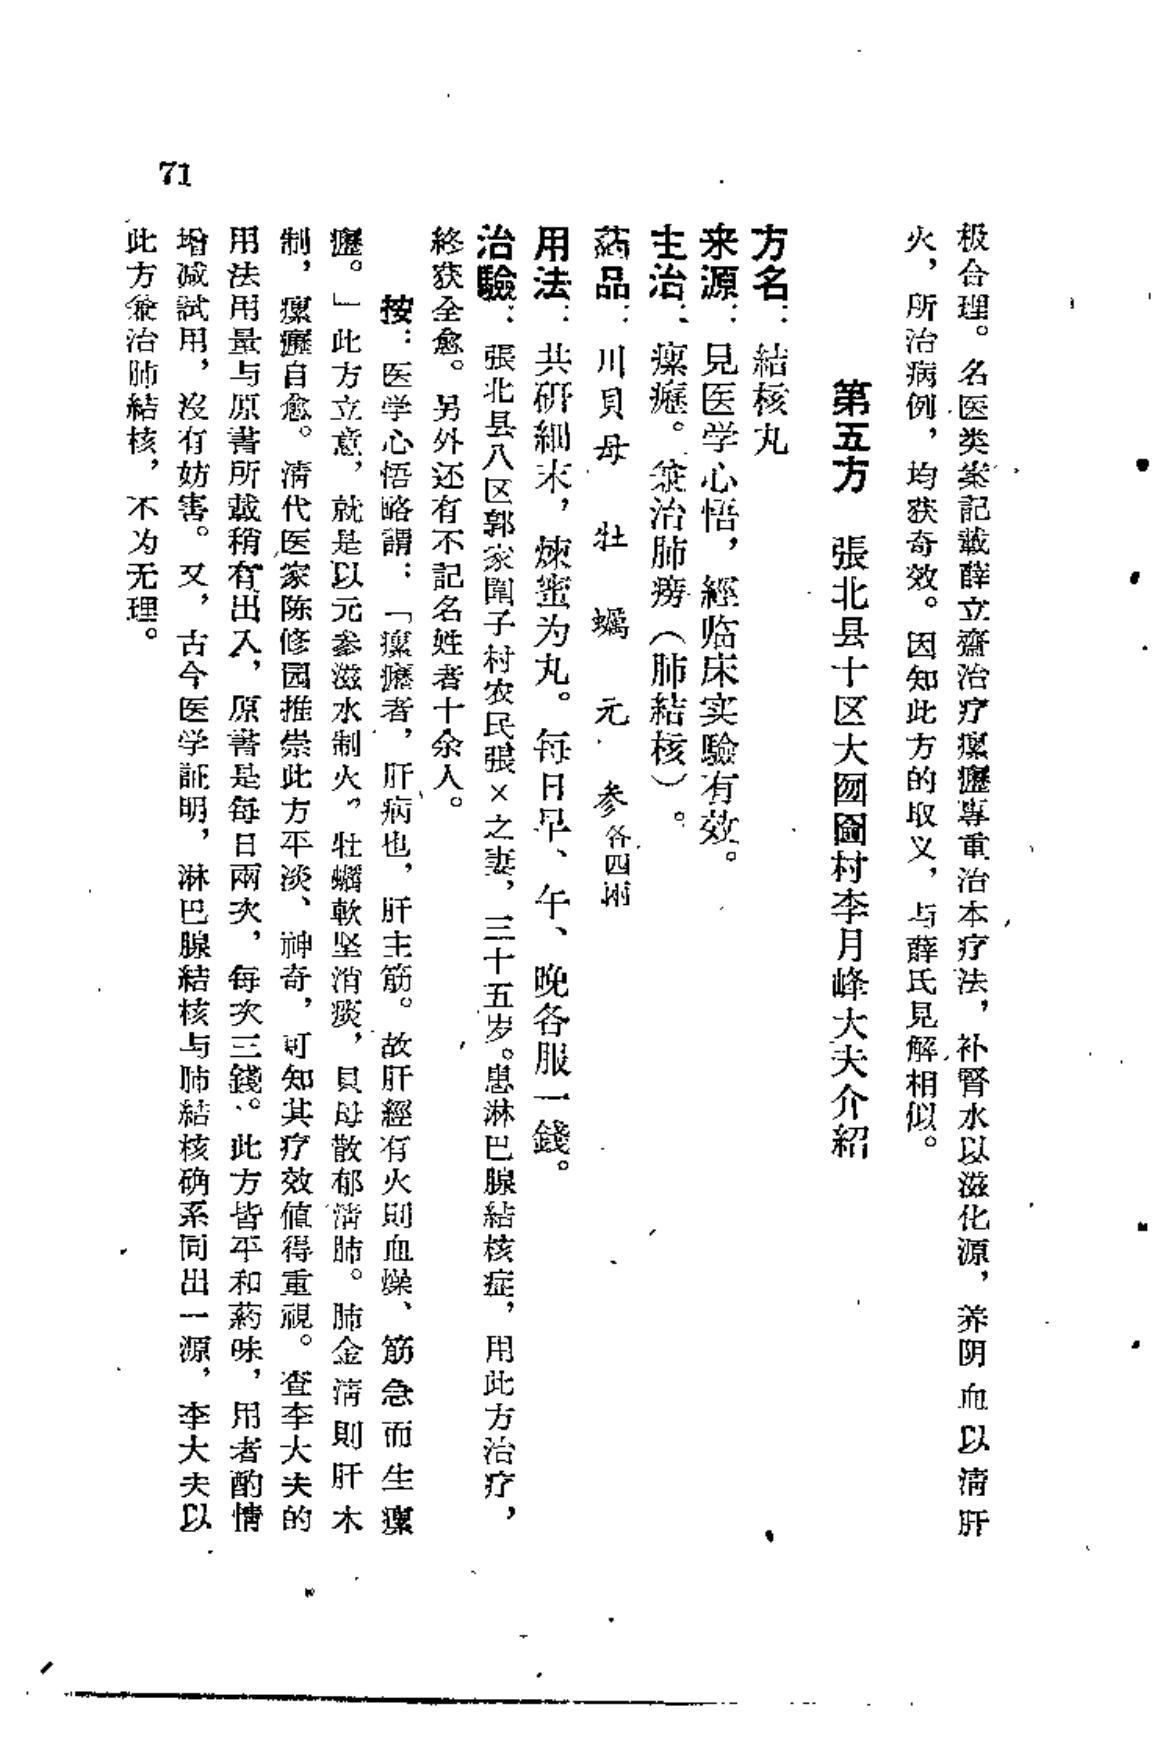 极合理。名医类案記載薛立齋治疗瘰癧專重治本疗法，补腎水以滋化源，养阴血以清肝
火，所治病例，均获奇效。因知此方的取义，与薛氏見解相似。
第五方　張北县十区大囫圇村李月峰大夫介紹
方名：結核丸
来源：見医学心悟，經临床实驗有效。
主治：瘰癧。兼治肺痨（肺結核）。
葯品：川貝母　牡蠣　元参各四兩
用法：共研細末，煉蜜为丸。每日早、午、晚各服一錢。
治驗：張北县八区郭家圍子村农民張×之妻，三十五岁。患淋巴腺結核症，用此方治疗，
終获全愈。另外还有不記名姓者十余人。
按：医学心悟略謂：「瘰癧者，肝病也，肝主筋。故肝經有火則血燥、筋急而生瘰
癧。」此方立意，就是以元参滋水制火，牡蠣軟坚消痰，貝母散郁清肺。肺金清則肝木
制，瘰癧自愈。清代医家陈修园推崇此方平淡、神奇，可知其疗效值得重視。查李大夫的
用法用量与原書所載稍有出入，原書是每日兩次，每次三錢。此方皆平和葯味，用者酌情
增减試用，沒有妨害。又，古今医学証明，淋巴腺結核与肺結核确系同出一源，李大夫以
此方兼治肺結核，不为无理。
71